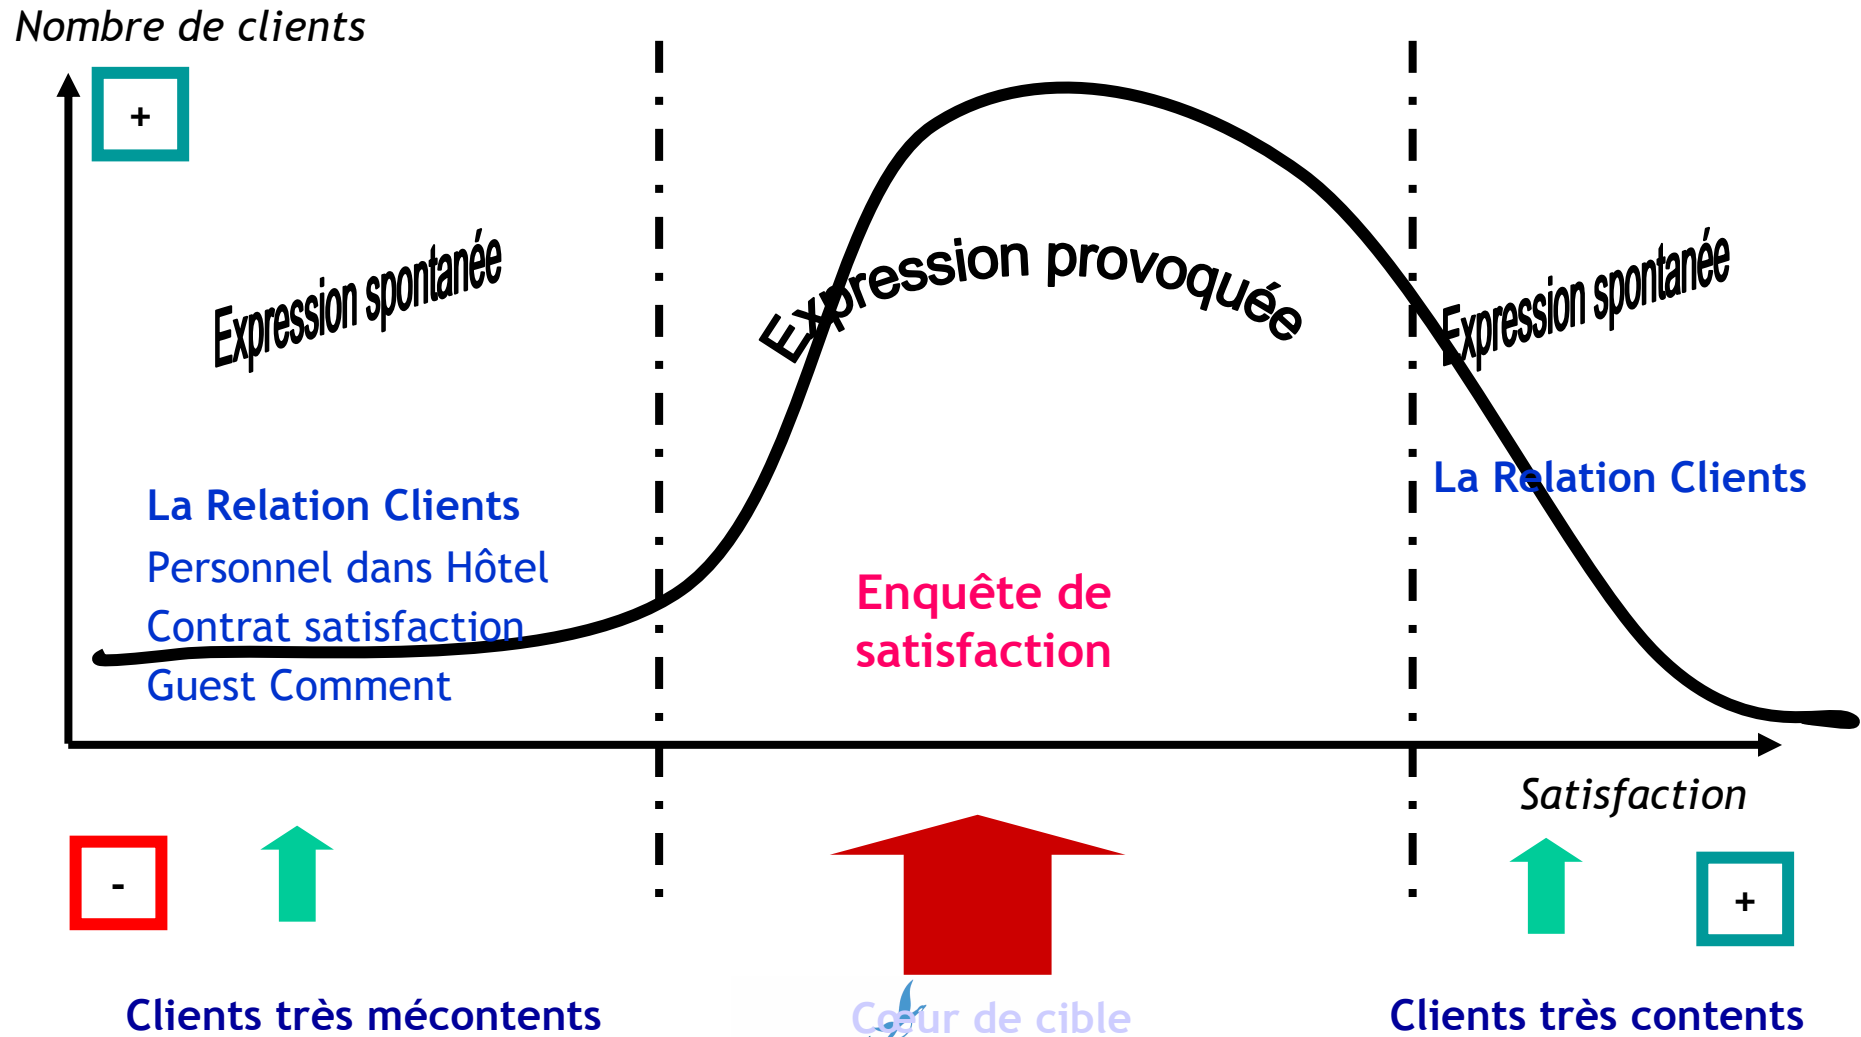 Nombre de clients
+
Expression spontanée
Expression provoquée
Expression spontanée
La Relation Clients
Personnel dans Hôtel
Contrat satisfaction
Guest Comment
Enquête de
satisfaction
La Relation Clients
Satisfaction
-
+
Clients très mécontents
Cœur de cible
Clients très contents